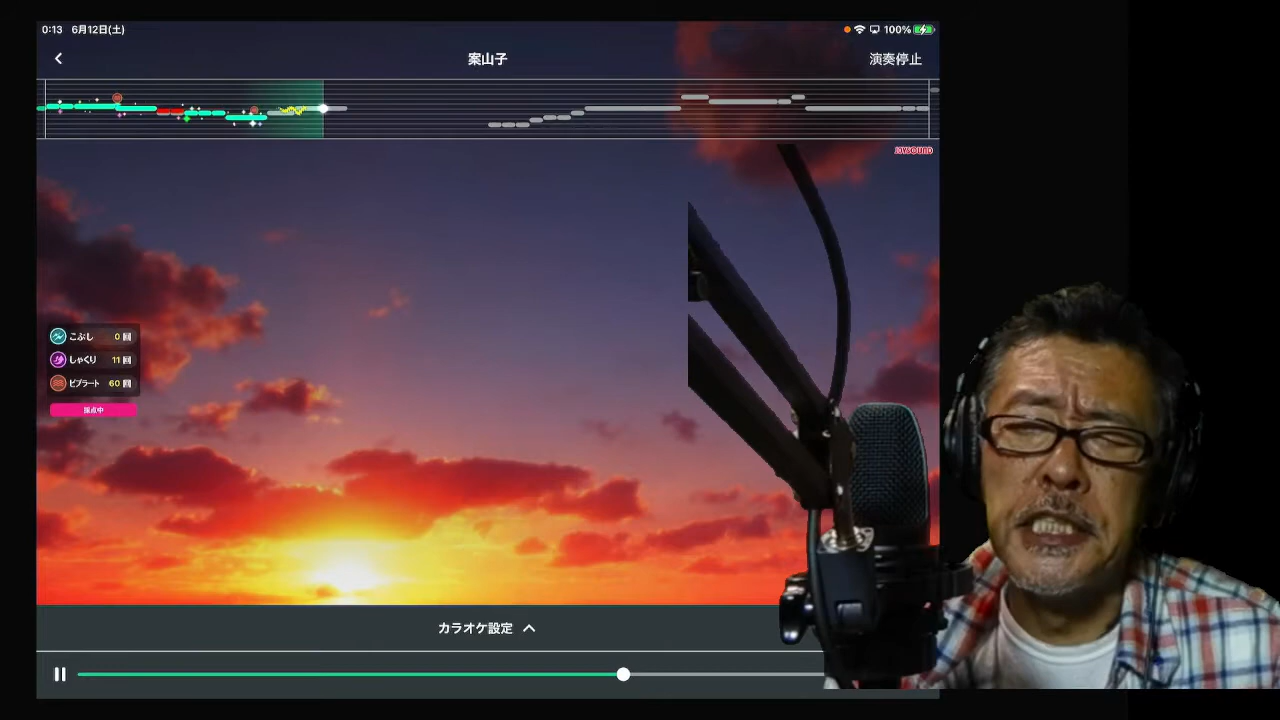 0:13 6月12日(土)
100%
案山子
演奏停止
JOYSOUND
こぶし 0回
しゃくり 11回
ビブラート 60回
採点中
カラオケ設定